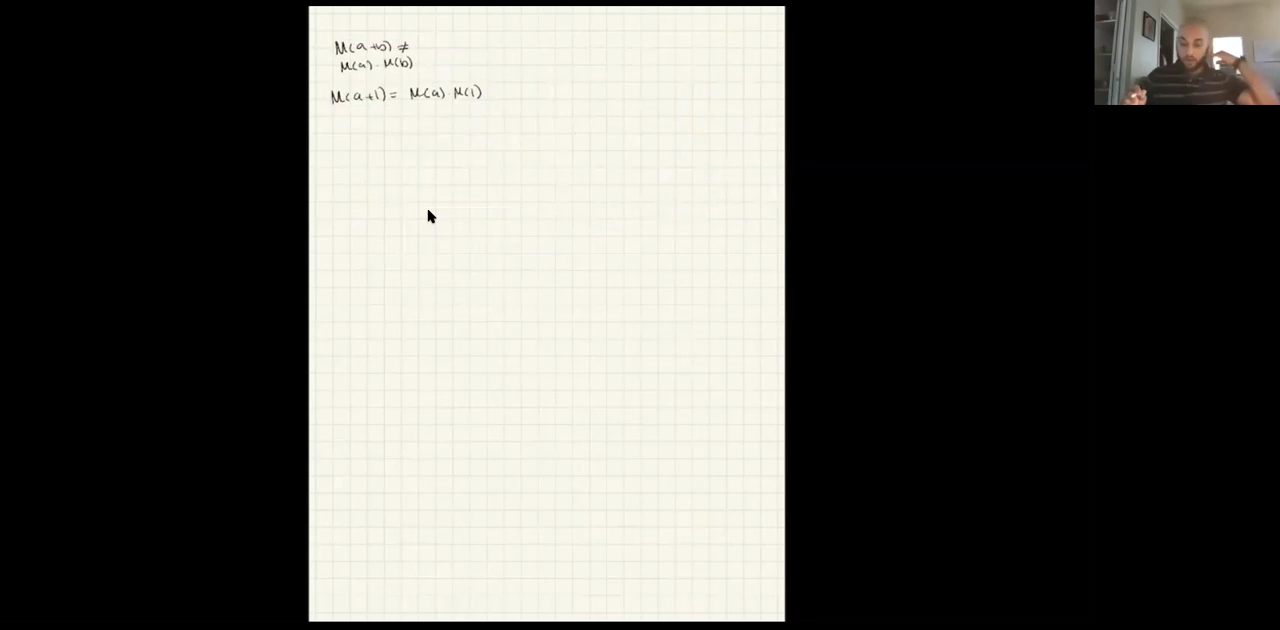 M(a+b) ≠
M(a) · M(b)
M(a+1) = M(a) · M(1)